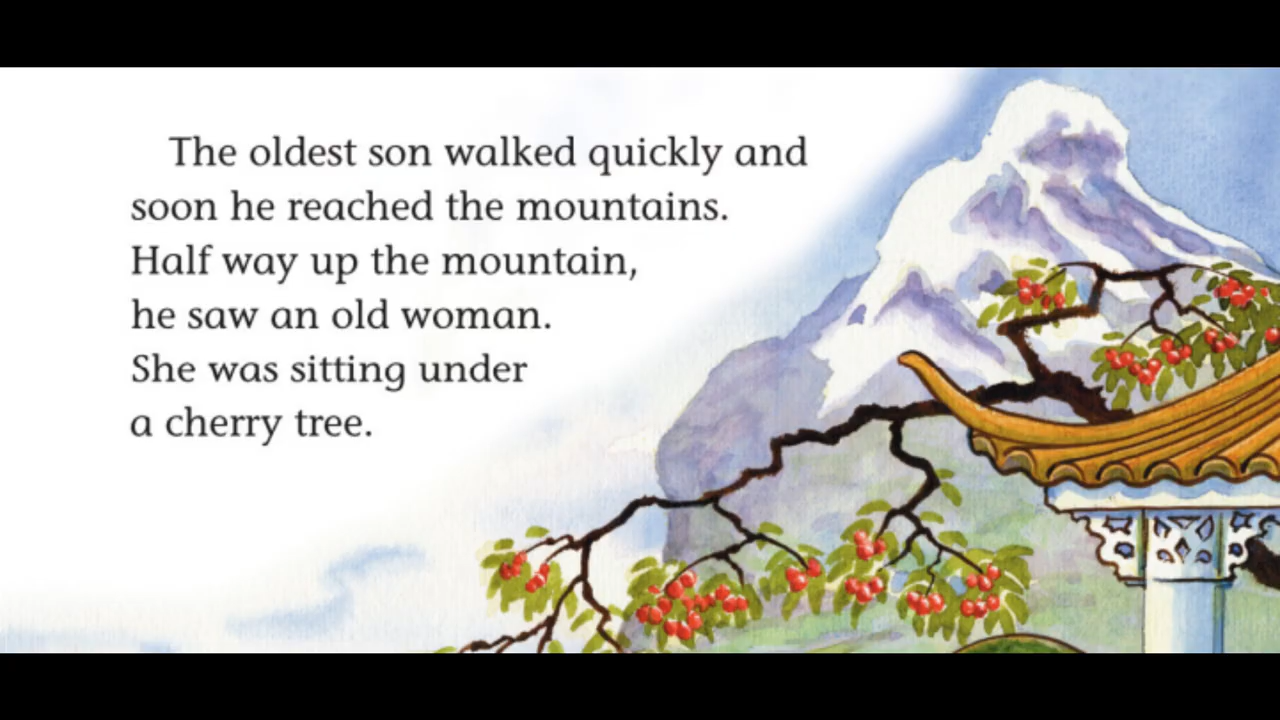 The oldest son walked quickly and
soon he reached the mountains.
Half way up the mountain,
he saw an old woman.
She was sitting under
a cherry tree.